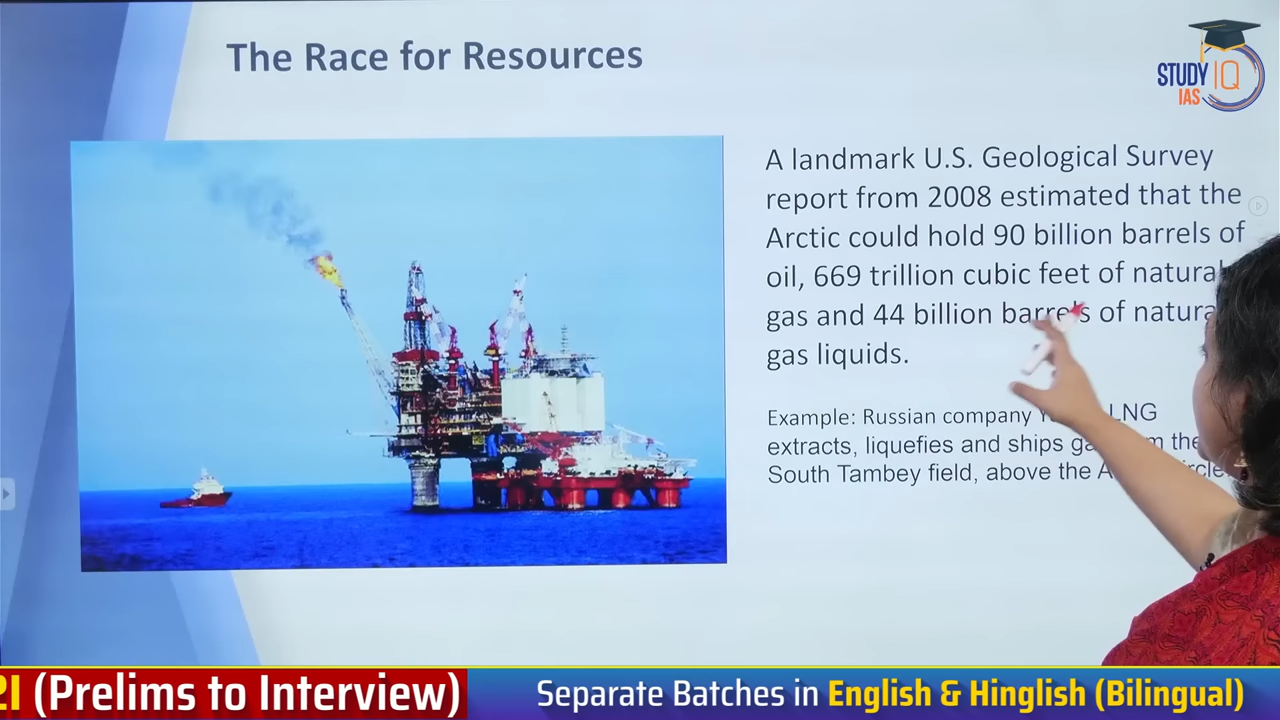 The Race for Resources
STUDY IQ
IAS
A landmark U.S. Geological Survey
report from 2008 estimated that the
Arctic could hold 90 billion barrels of
oil, 669 trillion cubic feet of natural
gas and 44 billion barrels of natural
gas liquids.
Example: Russian company LNG
extracts, liquefies and ships the
South Tambey field, above the
(Prelims to Interview)
Separate Batches in English & Hinglish (Bilingual)